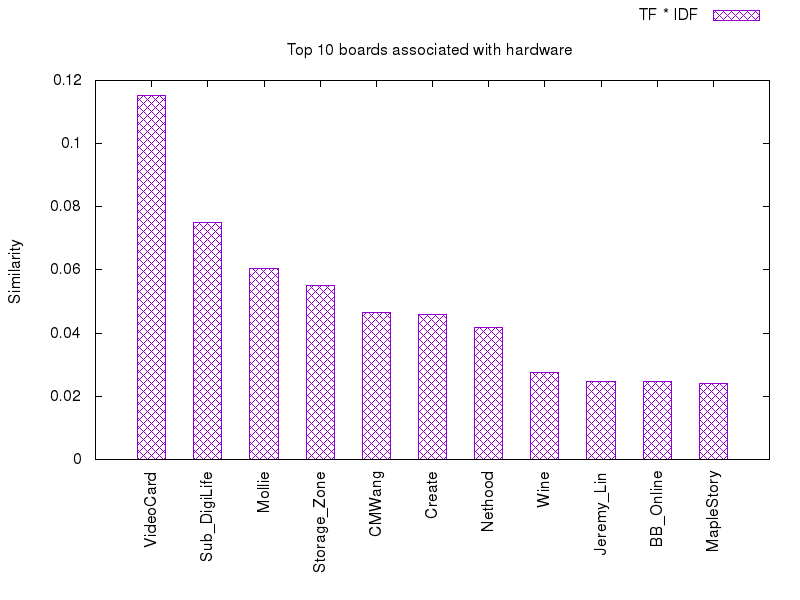 TF * IDF
Top 10 boards associated with hardware
0.12
0.1
0.08
0.06
0.04
0.02
0
Similarity
VideoCard
Sub_DigiLife
Mollie
Storage_Zone
CMWang
Create
Nethood
Wine
Jeremy_Lin
BB_Online
MapleStory